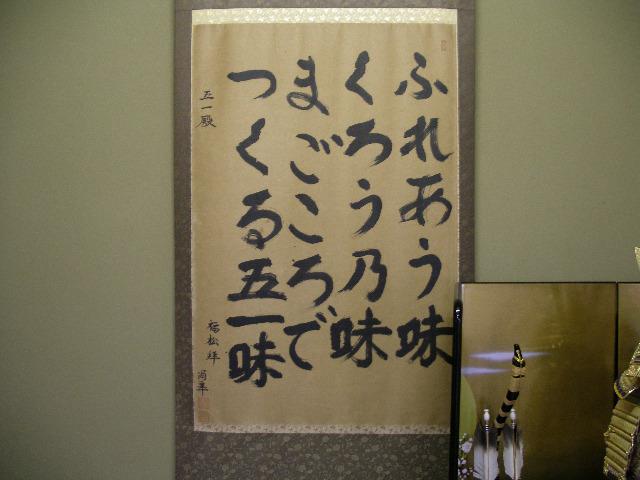 ふれあう味
くろう乃味
まごころで
つくる五一味
五一殿